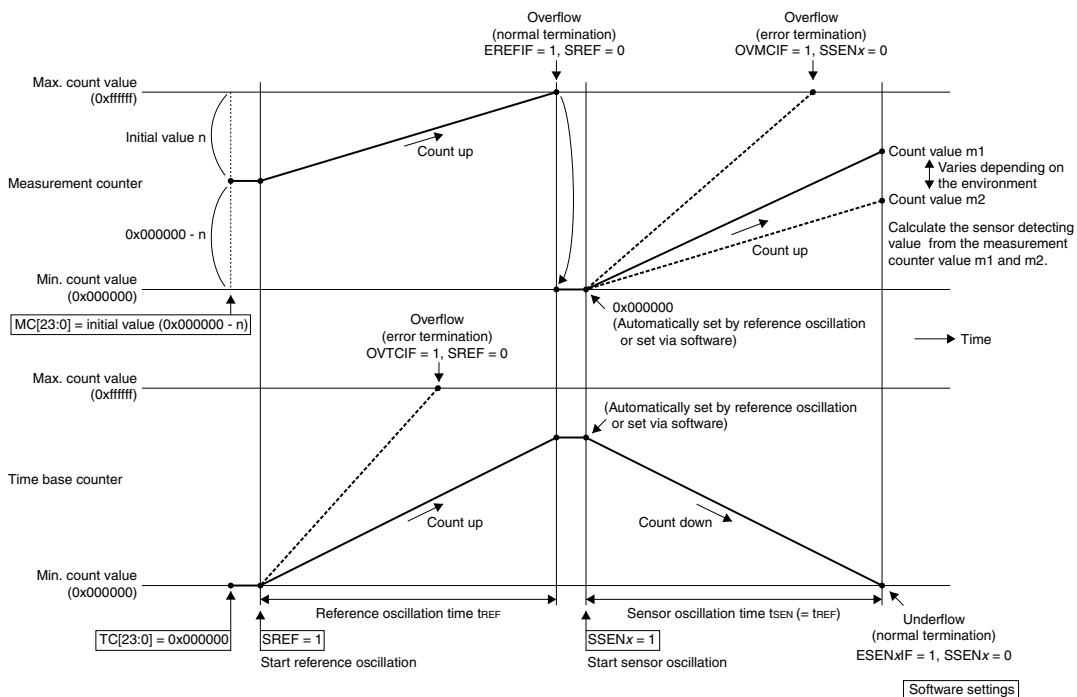 Overflow
(normal termination)
EREFIF = 1, SREF = 0
Overflow
(error termination)
OVMCIF = 1, SSENx = 0
Max. count value
(0xffffff)
Initial value n
Count up
Measurement counter
0x000000 - n
Count value m1
Varies depending on
the environment
Count value m2
Count up
Calculate the sensor detecting
value from the measurement
counter value m1 and m2.
Min. count value
(0x000000)
MC[23:0] = initial value (0x000000 - n)
0x000000
(Automatically set by reference oscillation
or set via software)
Overflow
(error termination)
OVTCIF = 1, SREF = 0
Time
Max. count value
(0xffffff)
(Automatically set by reference oscillation
or set via software)
Time base counter
Count up
Count down
Min. count value
(0x000000)
Reference oscillation time tREF
Sensor oscillation time tSEN (= tREF)
TC[23:0] = 0x000000
SREF = 1
Start reference oscillation
SSENx = 1
Start sensor oscillation
Underflow
(normal termination)
ESENxIF = 1, SSENx = 0
Software settings